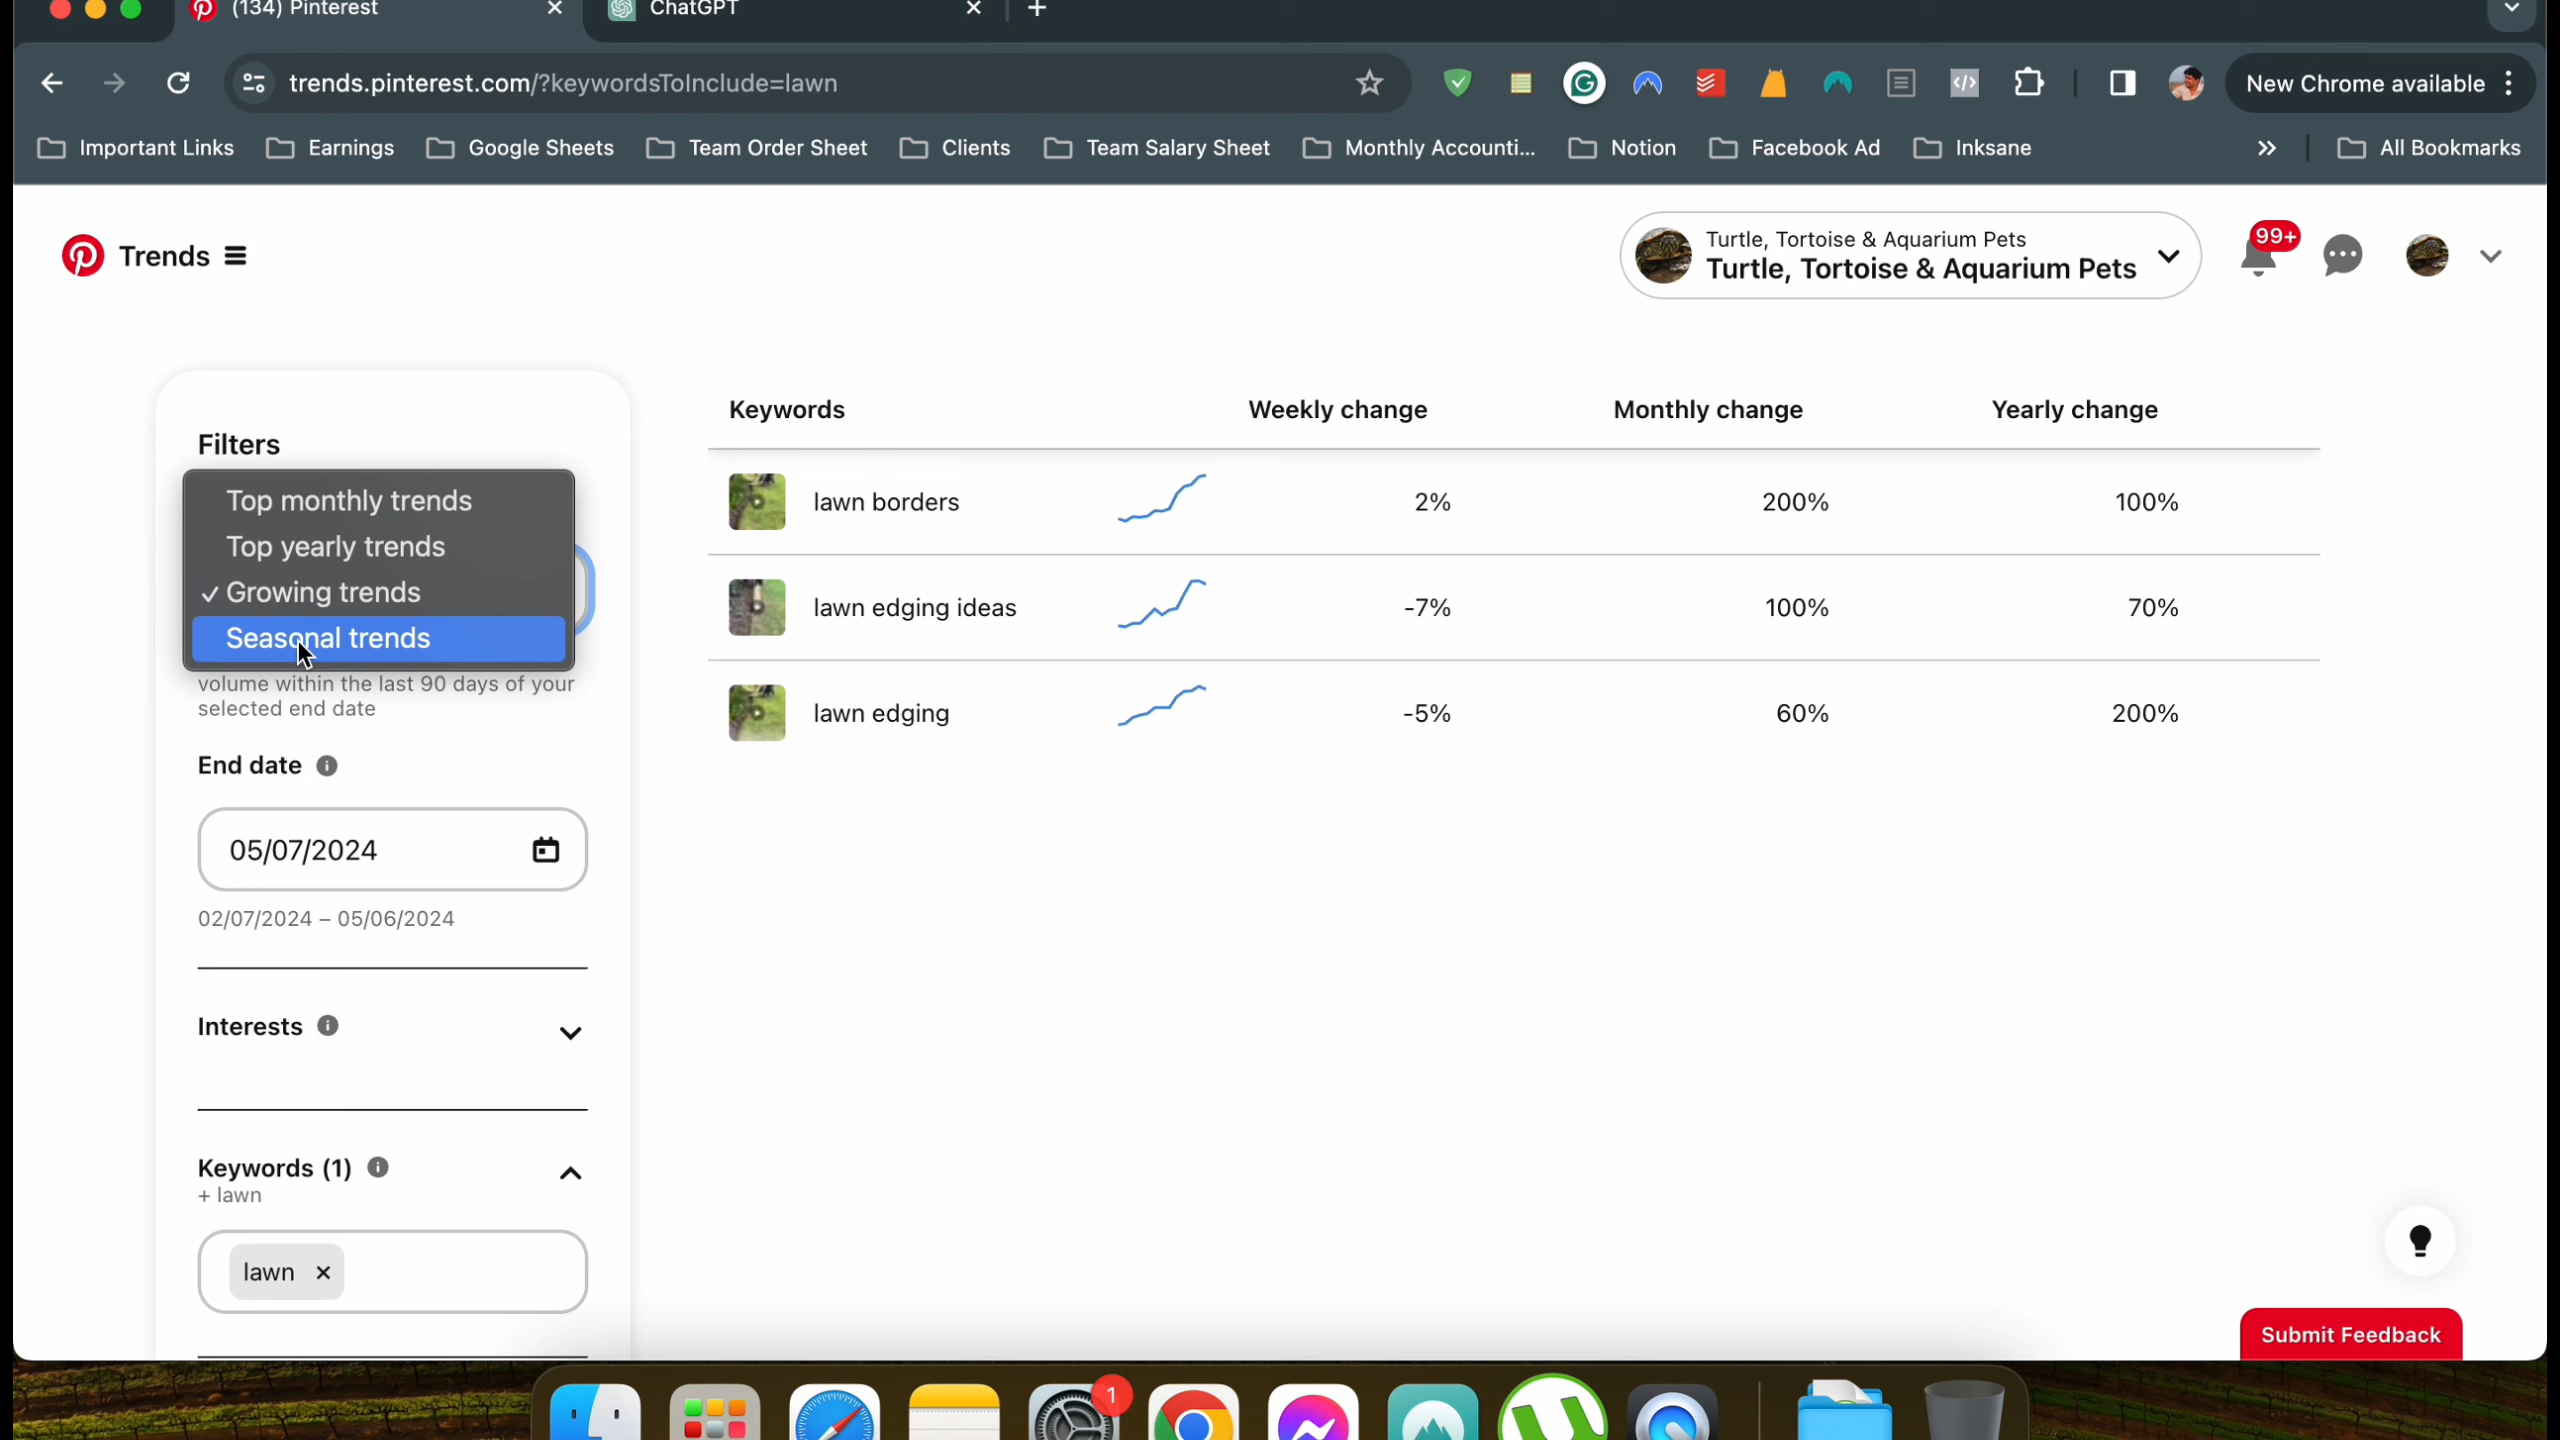 (134) Pinterest
ChatGPT
trends.pinterest.com/?keywordsToInclude=lawn
New Chrome available
Important Links
Earnings
Google Sheets
Team Order Sheet
Clients
Team Salary Sheet
Monthly Accounti...
Notion
Facebook Ad
Inksane
All Bookmarks
Trends
Turtle, Tortoise & Aquarium Pets
Turtle, Tortoise & Aquarium Pets
99+
Filters
Top monthly trends
Top yearly trends
✓ Growing trends
Seasonal trends
volume within the last 90 days of your
selected end date
End date
05/07/2024
02/07/2024 – 05/06/2024
Interests
Keywords (1)
+ lawn
lawn ×
Keywords Weekly change Monthly change Yearly change
lawn borders 2% 200% 100%
lawn edging ideas -7% 100% 70%
lawn edging -5% 60% 200%
Submit Feedback
1